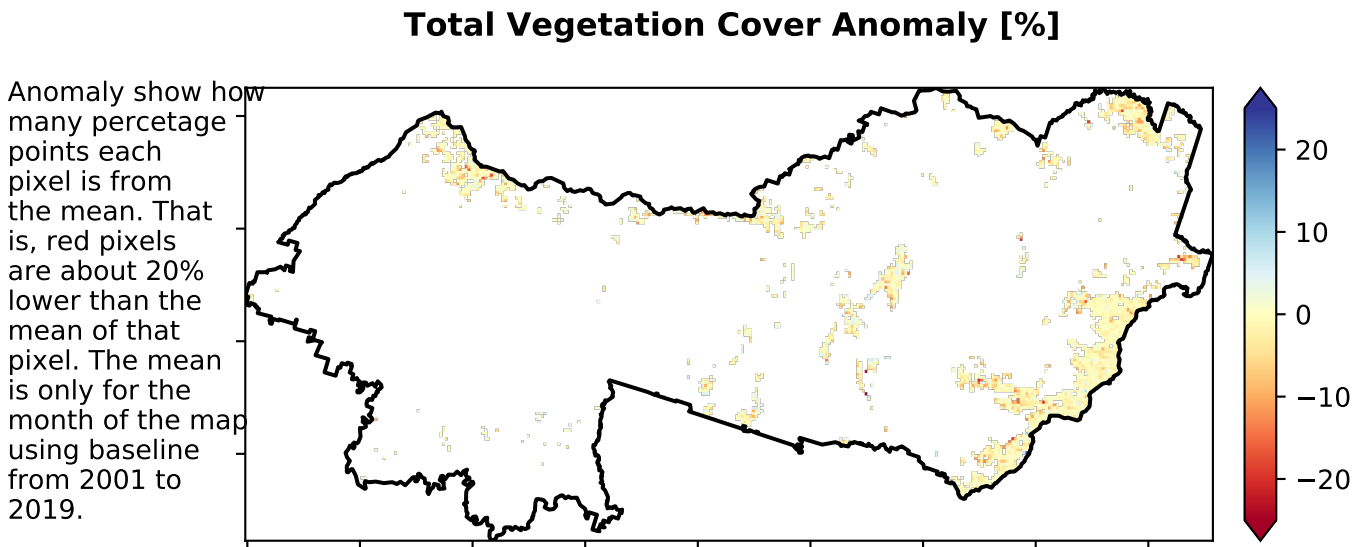 Total Vegetation Cover Anomaly [%]
Anomaly show how
many percetage
points each
pixel is from
the mean. That
is, red pixels
are about 20%
lower than the
mean of that
pixel. The mean
is only for the
month of the map
using baseline
from 2001 to
2019.
20
10
0
−10
−20